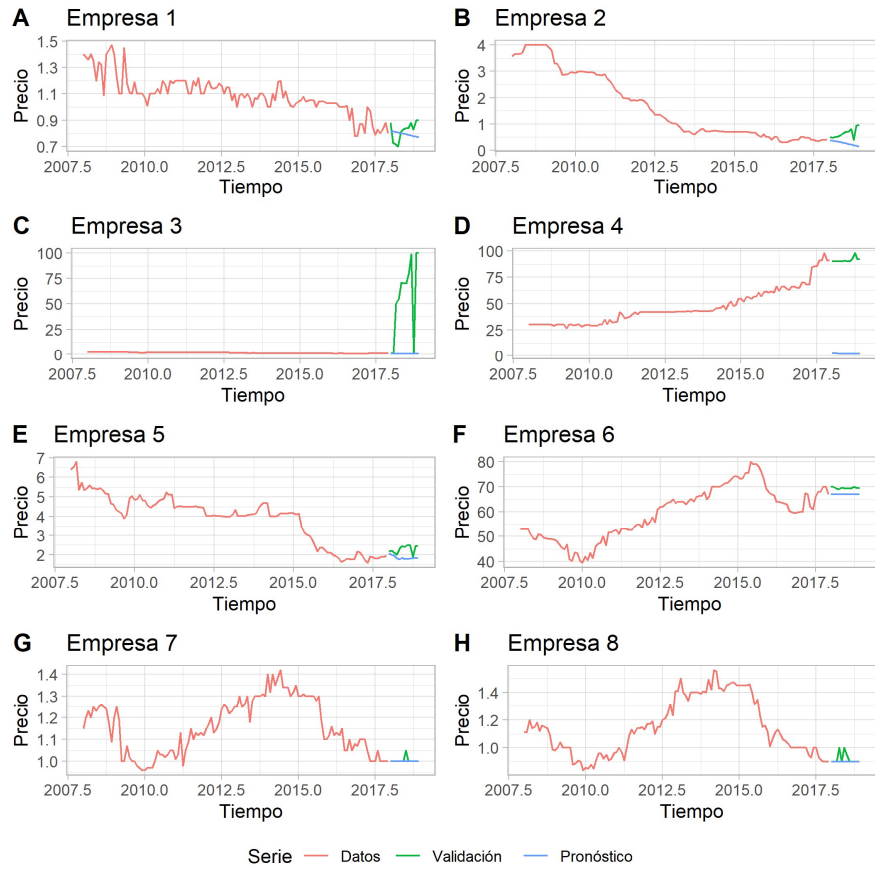 A Empresa 1
Precio
1.5
1.3
1.1
0.9
0.7
2007.5 2010.0 2012.5 2015.0 2017.5
Tiempo
B Empresa 2
Precio
4
3
2
1
0
2007.5 2010.0 2012.5 2015.0 2017.5
Tiempo
C Empresa 3
Precio
100
75
50
25
0
2007.5 2010.0 2012.5 2015.0 2017.5
Tiempo
D Empresa 4
Precio
100
75
50
25
0
2007.5 2010.0 2012.5 2015.0 2017.5
Tiempo
E Empresa 5
Precio
7
6
5
4
3
2
2007.5 2010.0 2012.5 2015.0 2017.5
Tiempo
F Empresa 6
Precio
80
70
60
50
40
2007.5 2010.0 2012.5 2015.0 2017.5
Tiempo
G Empresa 7
Precio
1.4
1.3
1.2
1.1
1.0
2007.5 2010.0 2012.5 2015.0 2017.5
Tiempo
H Empresa 8
Precio
1.4
1.2
1.0
2007.5 2010.0 2012.5 2015.0 2017.5
Tiempo
Serie Datos Validación Pronóstico